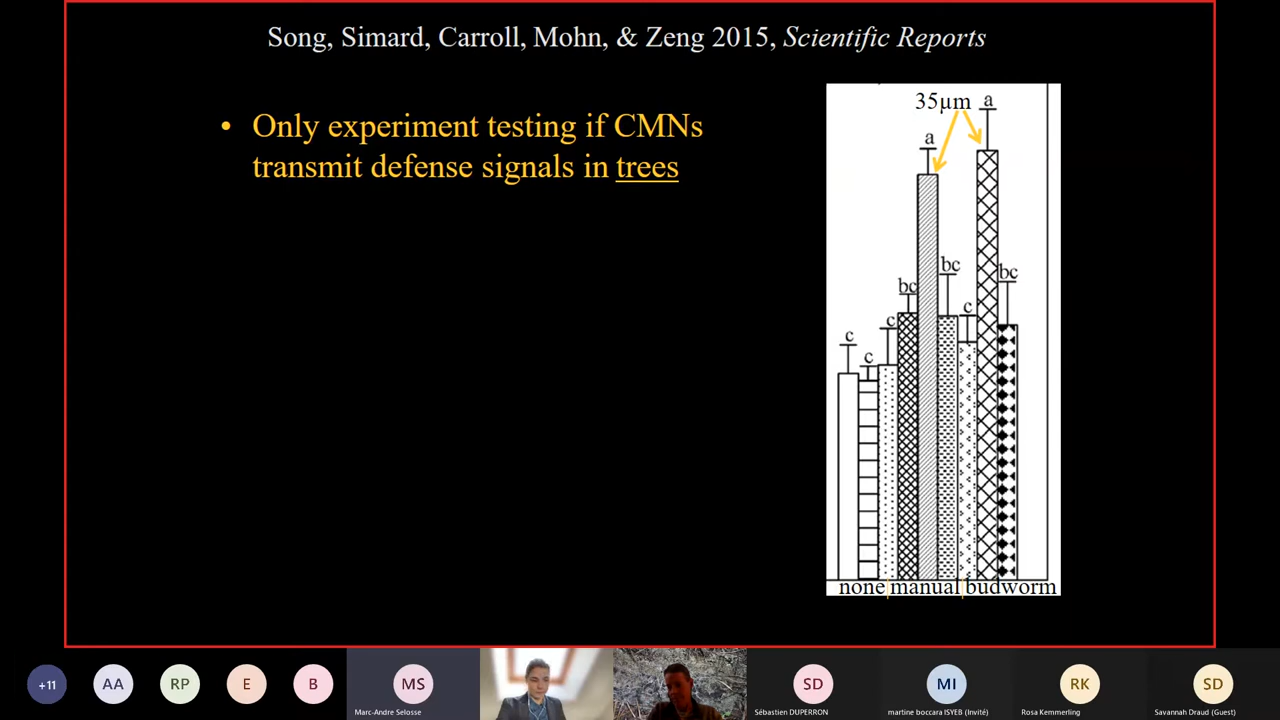 Song, Simard, Carroll, Mohn, & Zeng 2015, Scientific Reports
• Only experiment testing if CMNs
transmit defense signals in trees
35µm
a
a
bc
bc
bc
c
c
c
c
none manual budworm
+11
AA
RP
E
B
MS
Marc-Andre Selosse
SD
Sébastien DUPERRON
MI
martine boccara ISYEB (Invité)
RK
Rosa Kemmerling
SD
Savannah Draud (Guest)